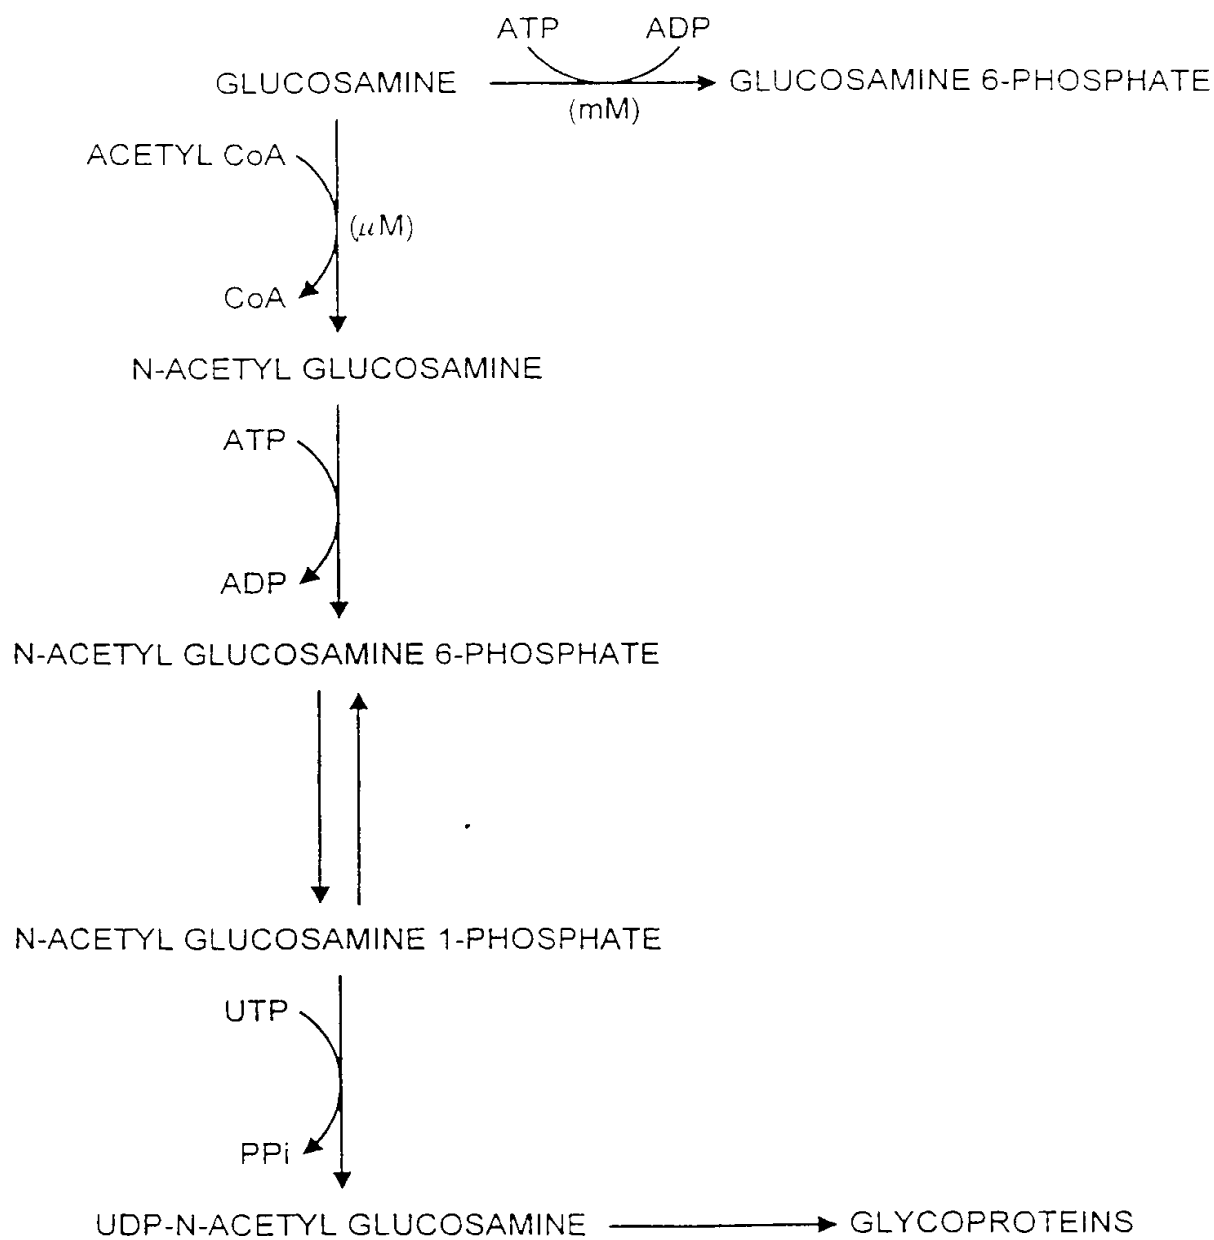 ATP ADP
GLUCOSAMINE GLUCOSAMINE 6-PHOSPHATE
(mM)
ACETYL CoA
(μM)
CoA
N-ACETYL GLUCOSAMINE
ATP
ADP
N-ACETYL GLUCOSAMINE 6-PHOSPHATE
N-ACETYL GLUCOSAMINE 1-PHOSPHATE
UTP
PPi
UDP-N-ACETYL GLUCOSAMINE GLYCOPROTEINS